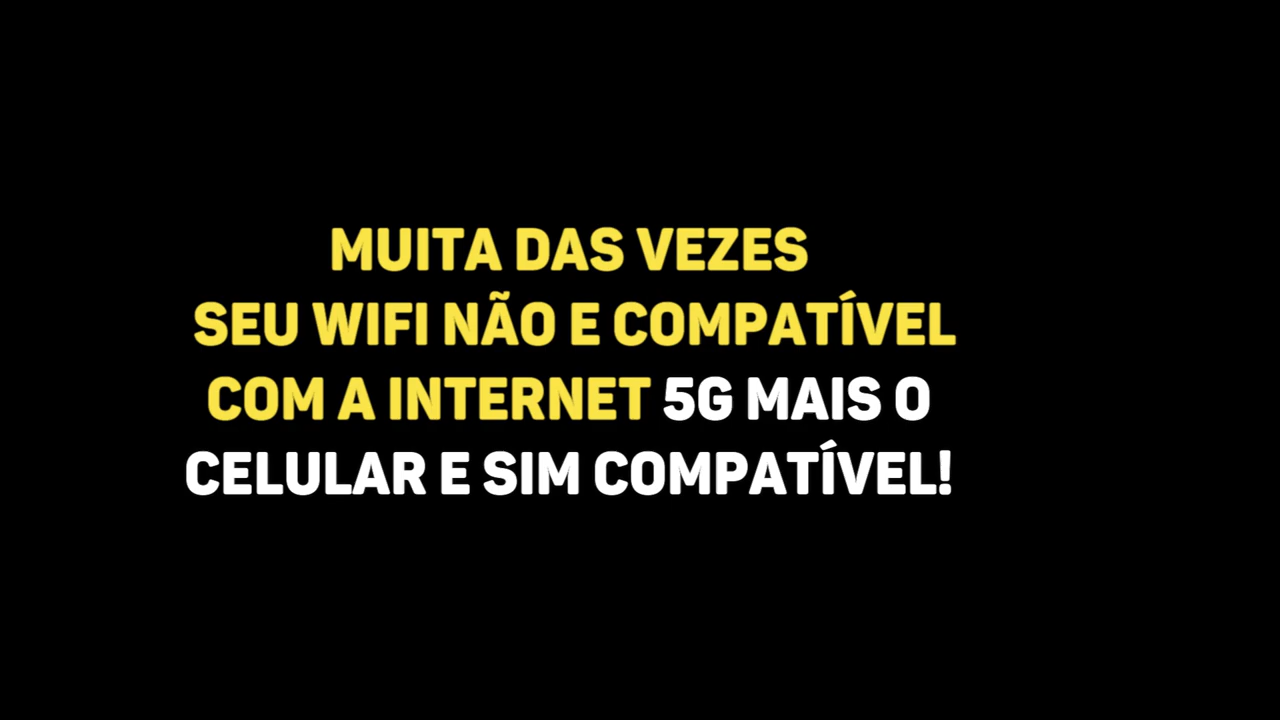 MUITA DAS VEZES
SEU WIFI NÃO E COMPATÍVEL
COM A INTERNET 5G MAIS O
CELULAR E SIM COMPATÍVEL!